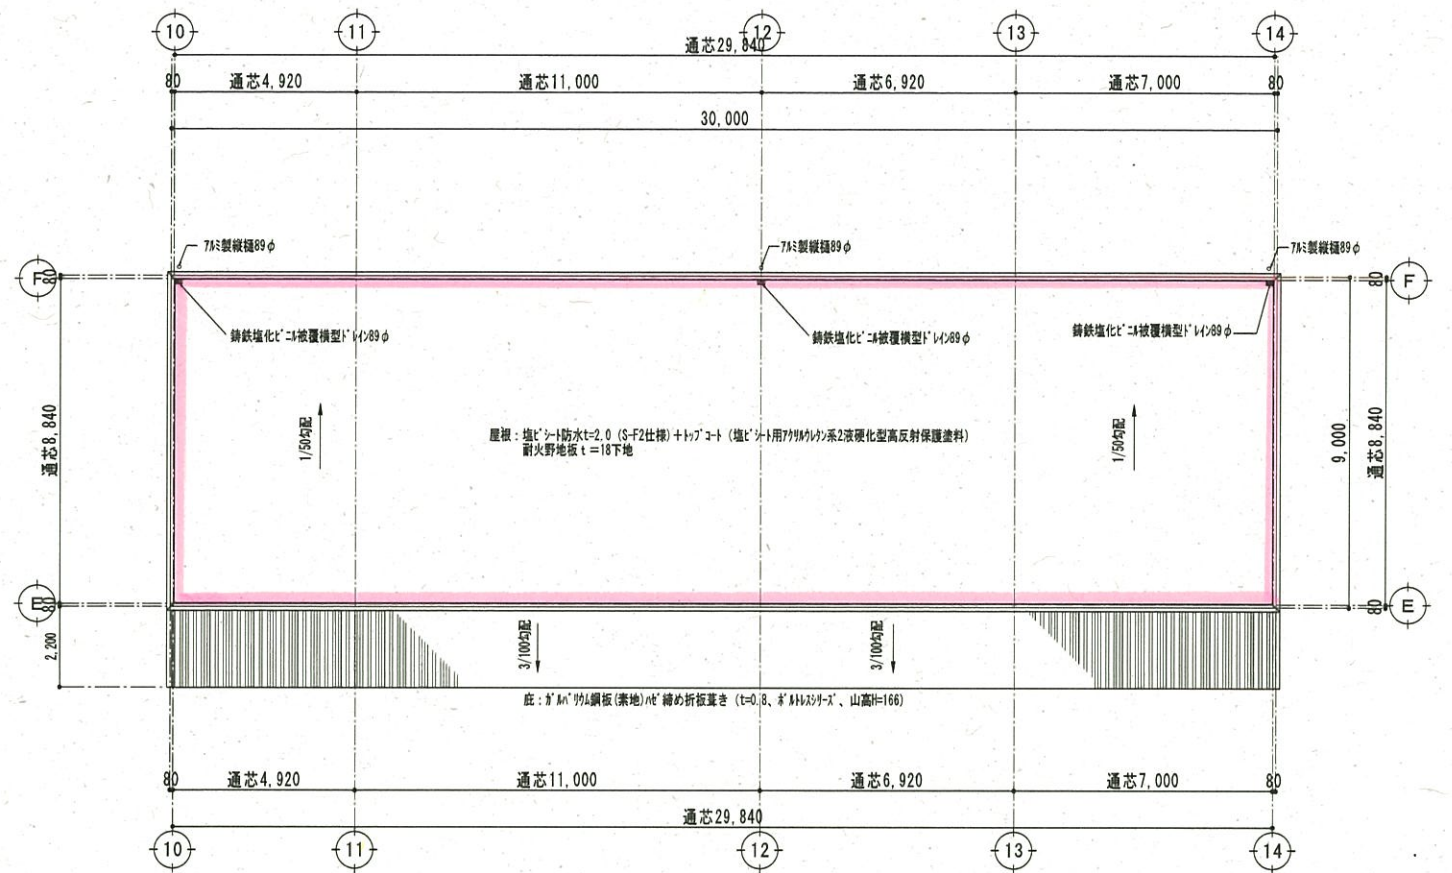 10 11 12 13 14
通芯29,840
80 通芯4,920 通芯11,000 通芯6,920 通芯7,000 80
30,000
アルミ製縦樋89φ アルミ製縦樋89φ アルミ製縦樋89φ
F 80 80 F
鋳鉄塩化ビニル被覆横型ドレイン89φ 鋳鉄塩化ビニル被覆横型ドレイン89φ 鋳鉄塩化ビニル被覆横型ドレイン89φ
通芯8,840 1/50勾配 1/50勾配 9,000 通芯8,840
屋根：塩ビシート防水t=2.0（S-F2仕様）＋トップコート（塩ビシート用アクリルウレタン系2液硬化型高反射保護塗料）
耐火野地板ｔ＝18下地
E 80 80 E
2,200 3/100勾配 3/100勾配
庇：ガルバリウム鋼板(素地)ハゼ締め折板葺き（t=0.8、ボルトレスシリーズ、山高H=166）
80 通芯4,920 通芯11,000 通芯6,920 通芯7,000 80
通芯29,840
10 11 12 13 14